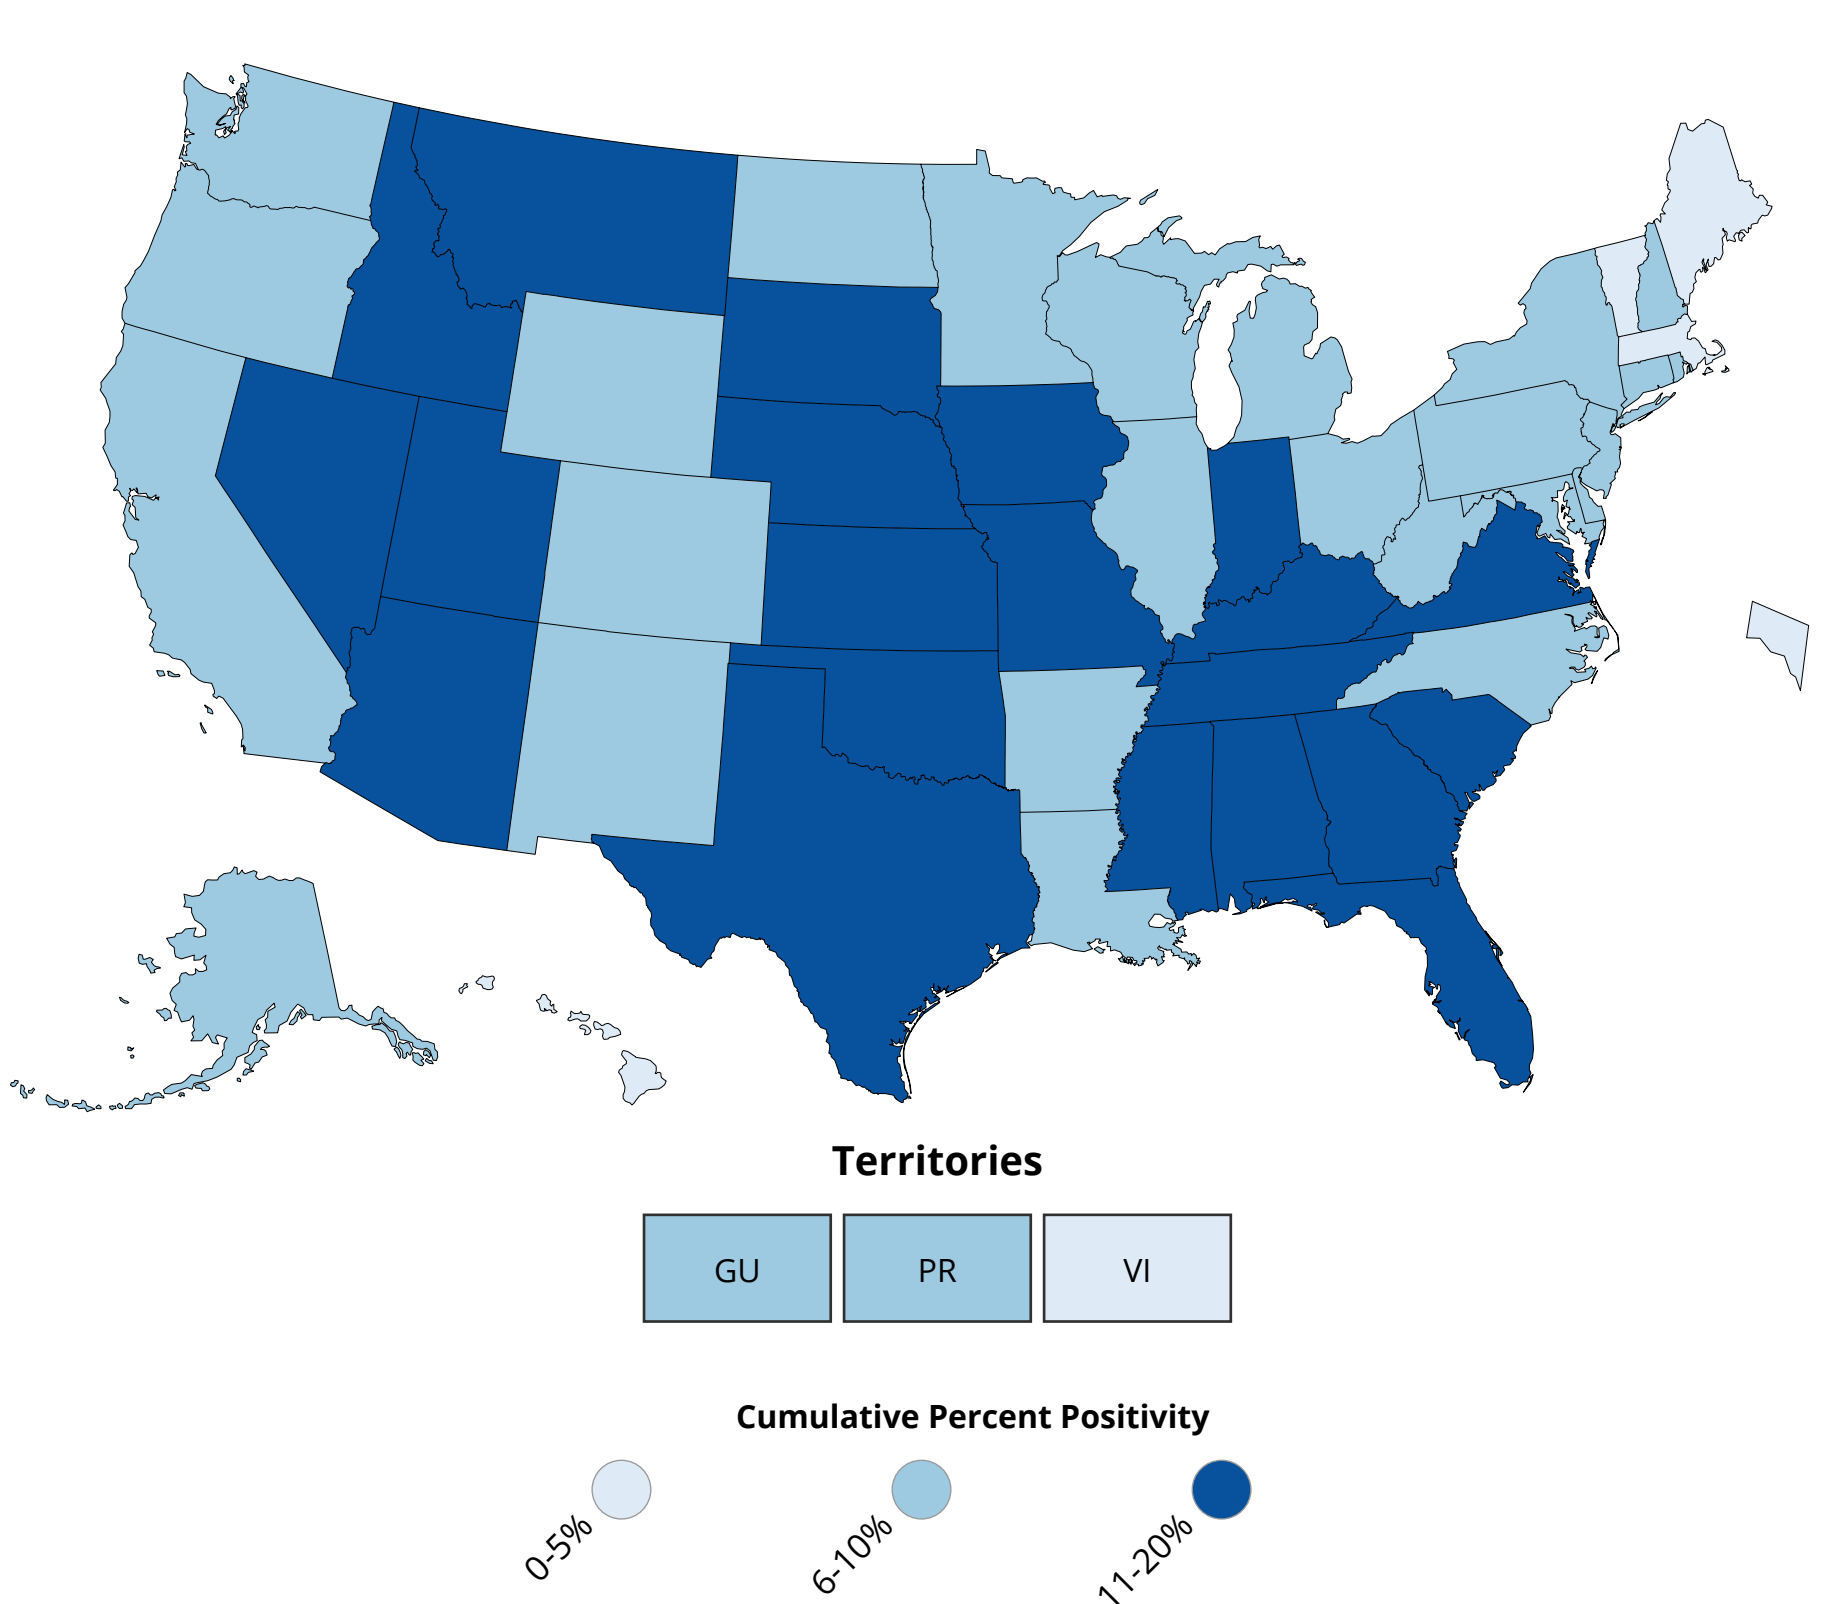 Territories
GU PR VI
Cumulative Percent Positivity
0-5% 6-10% 11-20%